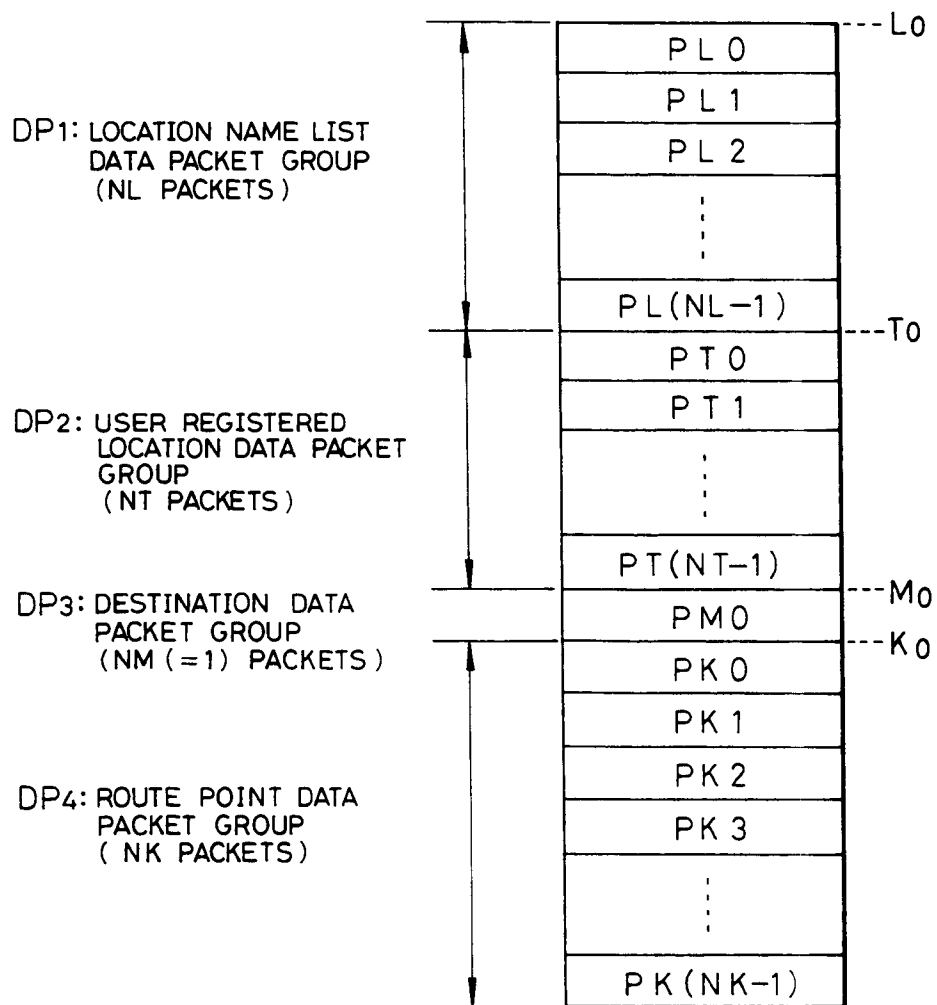 ---L0
PL0
PL1
DP1: LOCATION NAME LIST
DATA PACKET GROUP
(NL PACKETS)
PL2
PL(NL-1)
---T0
PT0
PT1
DP2: USER REGISTERED
LOCATION DATA PACKET
GROUP
(NT PACKETS)
PT(NT-1)
---M0
DP3: DESTINATION DATA
PACKET GROUP
(NM (=1) PACKETS)
PM0
---K0
PK0
PK1
PK2
DP4: ROUTE POINT DATA
PACKET GROUP
(NK PACKETS)
PK3
PK(NK-1)